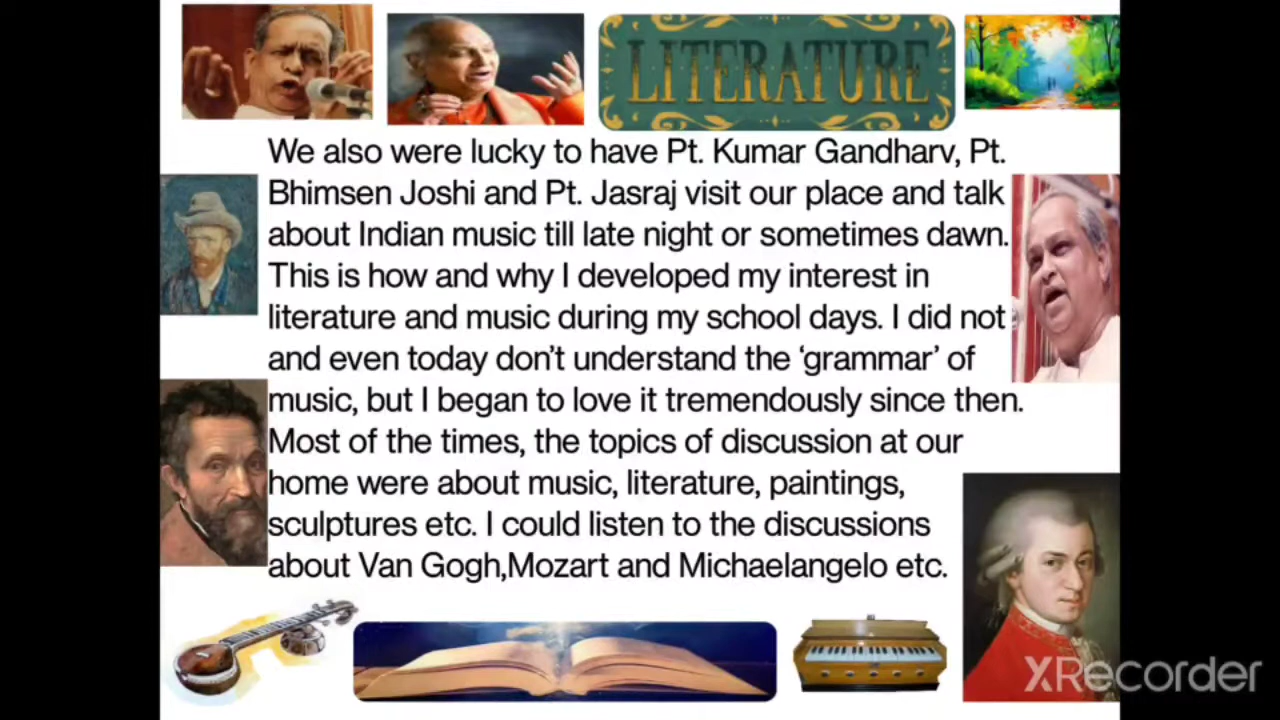 LITERATURE
We also were lucky to have Pt. Kumar Gandharv, Pt.
Bhimsen Joshi and Pt. Jasraj visit our place and talk
about Indian music till late night or sometimes dawn.
This is how and why I developed my interest in
literature and music during my school days. I did not
and even today don’t understand the ‘grammar’ of
music, but I began to love it tremendously since then.
Most of the times, the topics of discussion at our
home were about music, literature, paintings,
sculptures etc. I could listen to the discussions
about Van Gogh,Mozart and Michaelangelo etc.
XRecorder